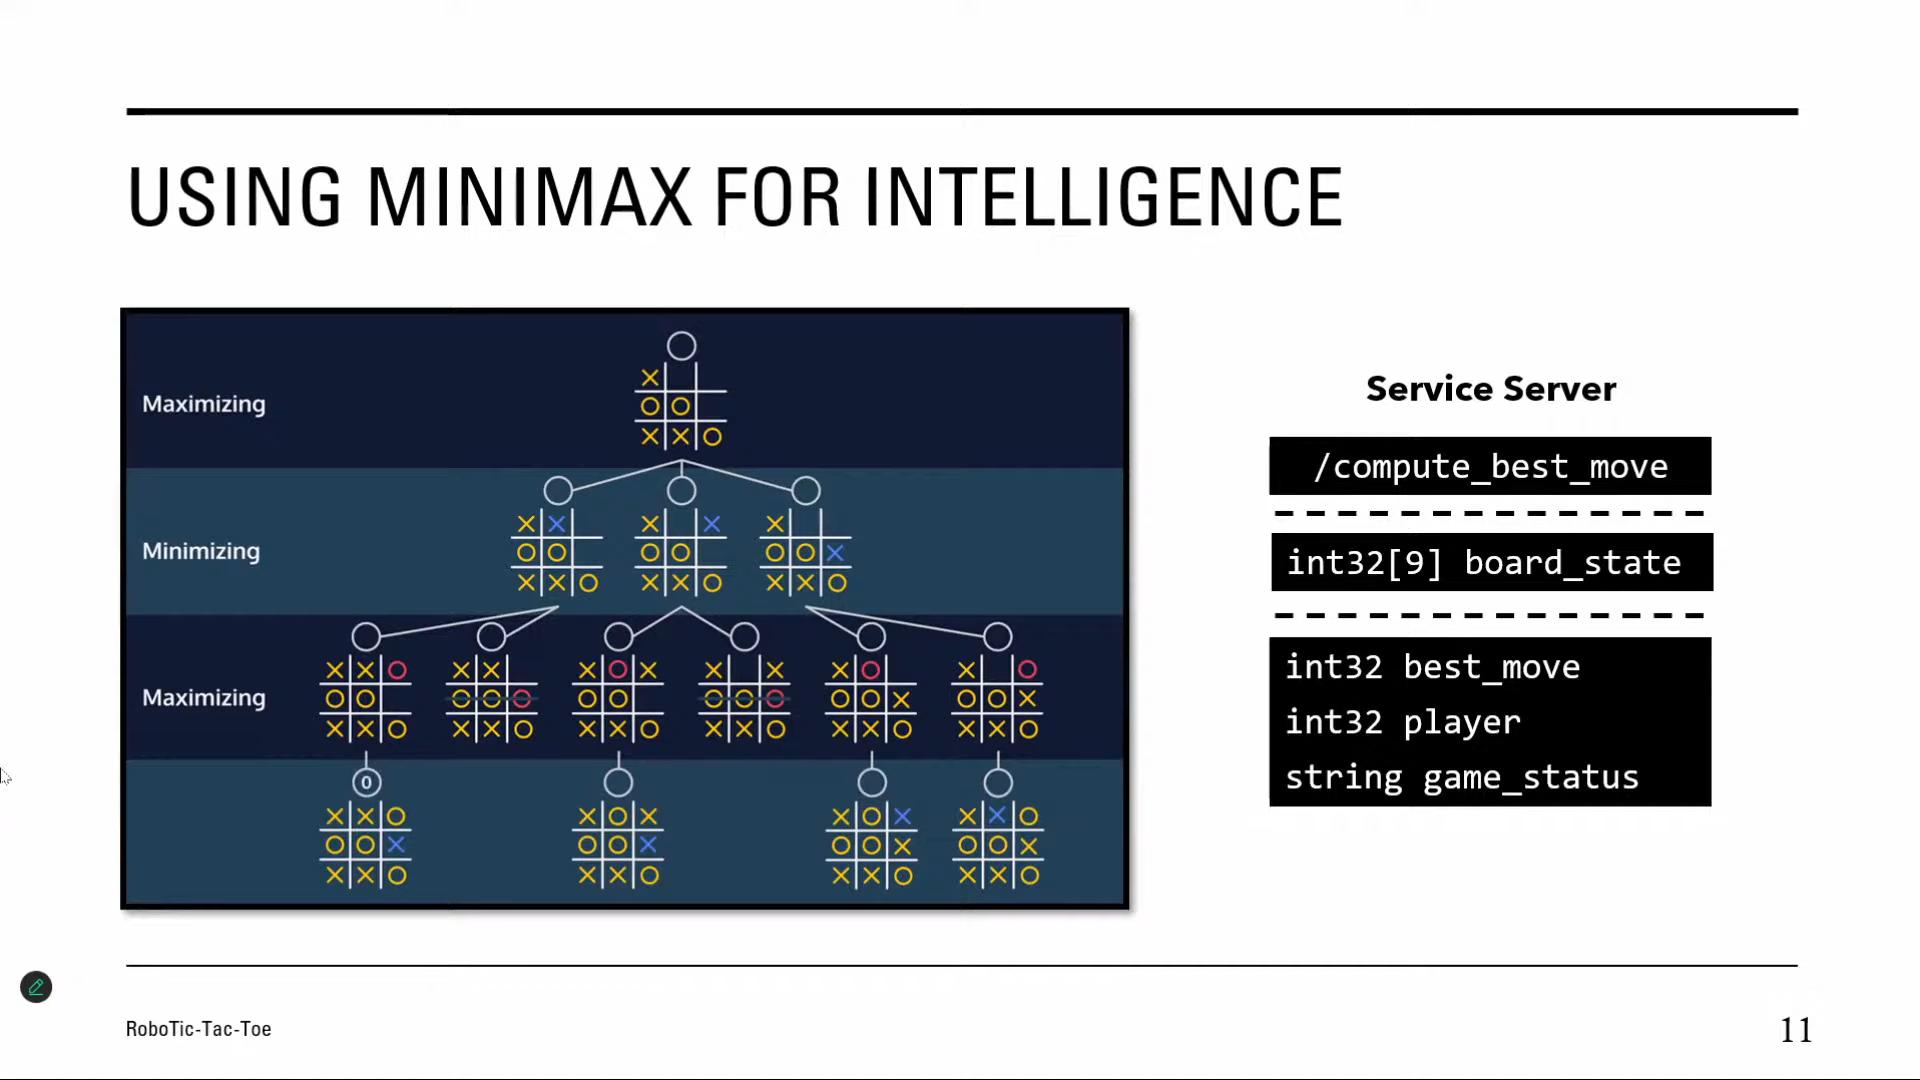 USING MINIMAX FOR INTELLIGENCE
Maximizing
Minimizing
Maximizing
0
Service Server
/compute_best_move
int32[9] board_state
int32 best_move
int32 player
string game_status
RoboTic-Tac-Toe
11